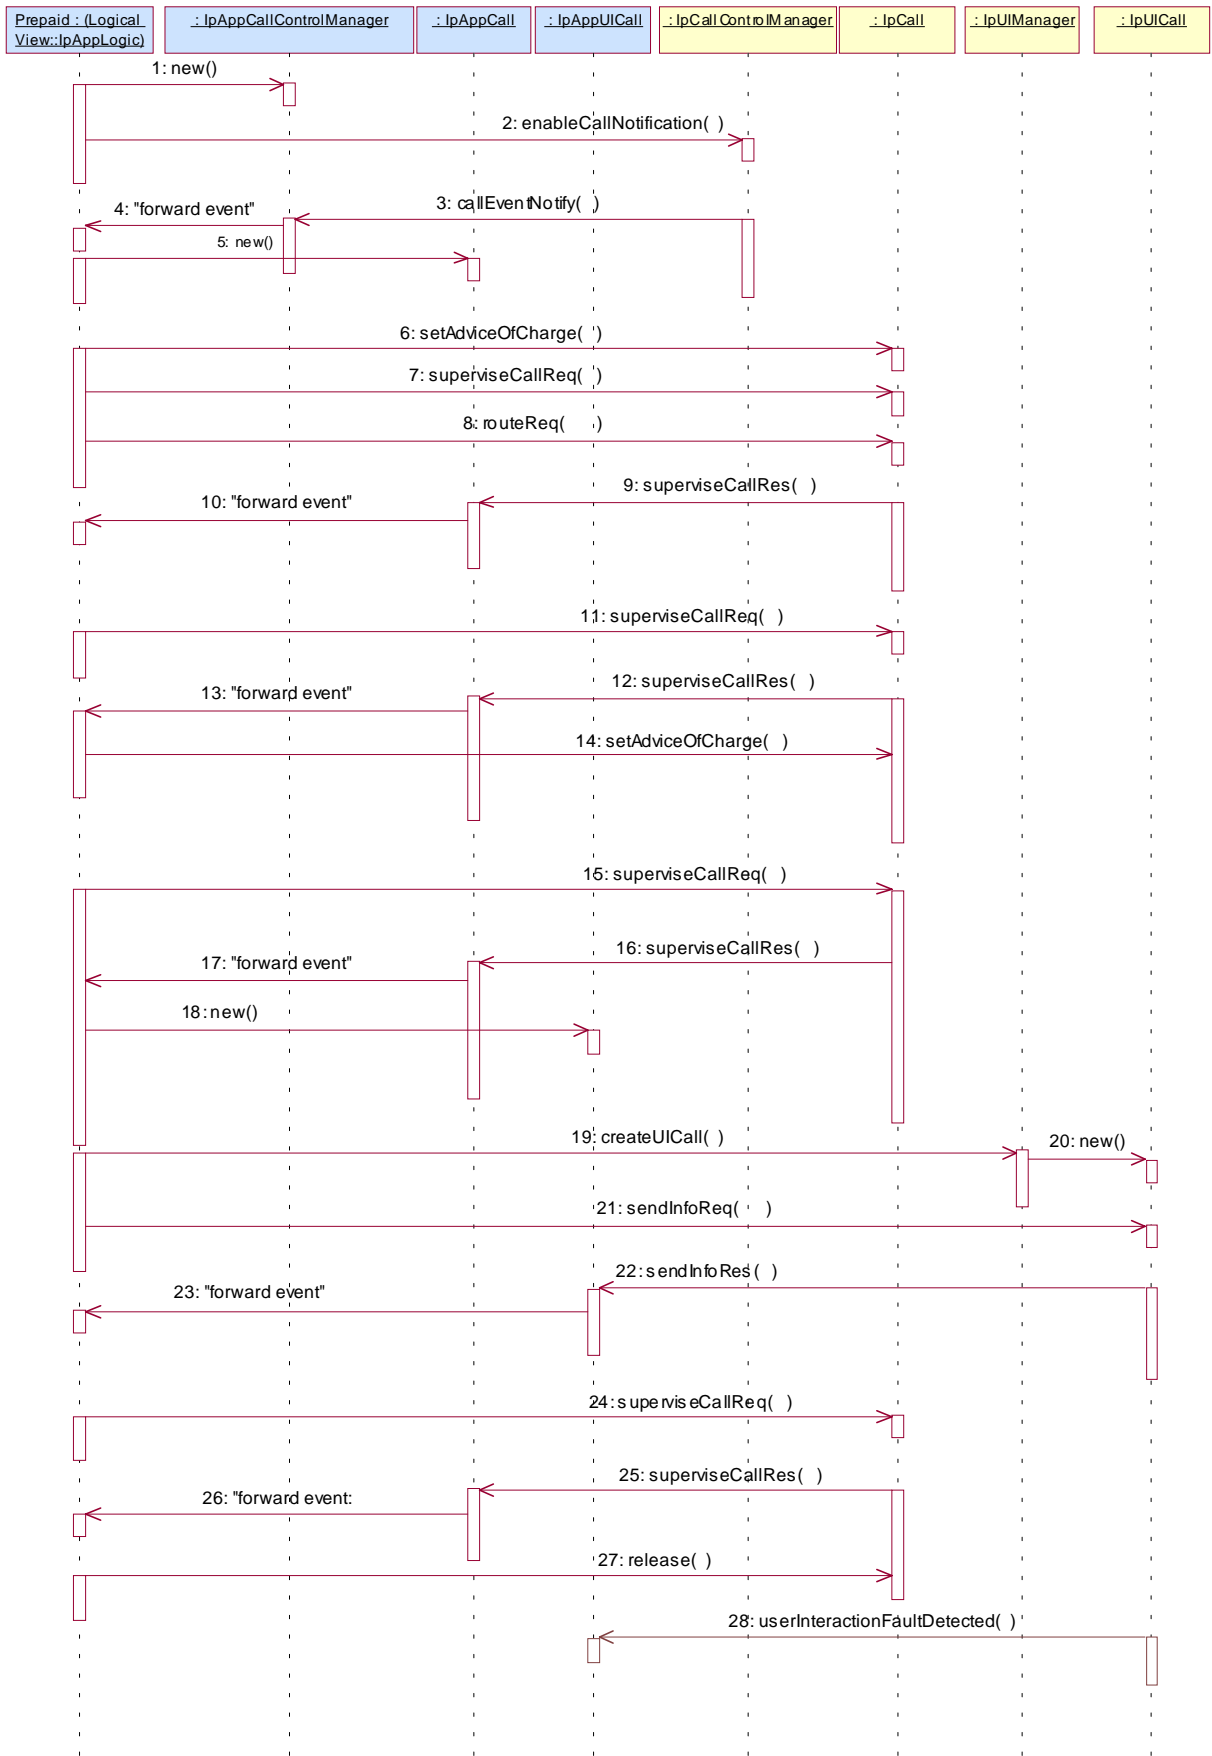 Prepaid : (Logical
View::IpAppLogic)
: IpAppCallControlManager
: IpAppCall
: IpAppUICall
: IpCallControlManager
: IpCall
: IpUIManager
: IpUICall
1: new()
2: enableCallNotification( )
3: callEventNotify( )
4: "forward event"
5: new()
6: setAdviceOfCharge( )
7: superviseCallReq( )
8: routeReq( )
9: superviseCallRes( )
10: "forward event"
11: superviseCallReq( )
12: superviseCallRes( )
13: "forward event"
14: setAdviceOfCharge( )
15: superviseCallReq( )
16: superviseCallRes( )
17: "forward event"
18: new()
19: createUICall( )
20: new()
21: sendInfoReq( )
22: sendInfoRes( )
23: "forward event"
24: superviseCallReq( )
25: superviseCallRes( )
26: "forward event:
27: release( )
28: userInteractionFaultDetected( )